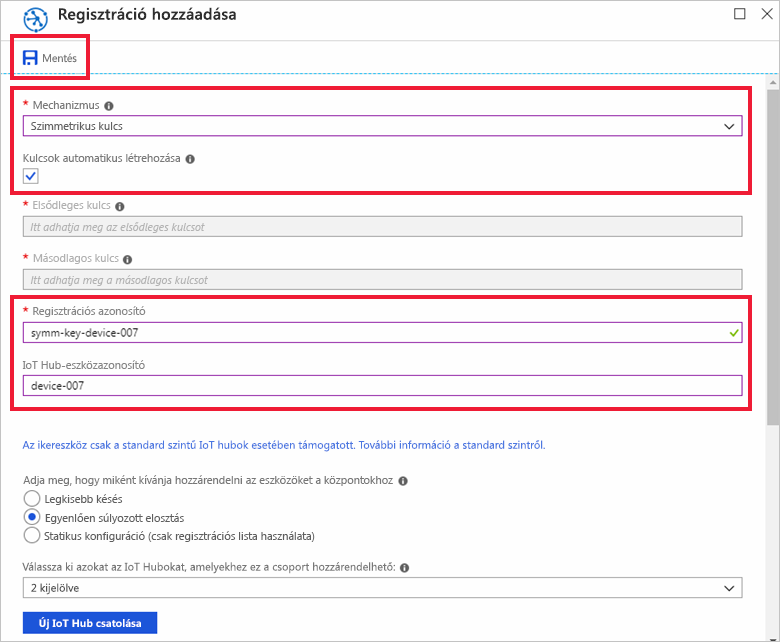 Regisztráció hozzáadása
Mentés
* Mechanizmus
Szimmetrikus kulcs
Kulcsok automatikus létrehozása
* Elsődleges kulcs
Itt adhatja meg az elsődleges kulcsot
* Másodlagos kulcs
Itt adhatja meg a másodlagos kulcsot
* Regisztrációs azonosító
symm-key-device-007
IoT Hub-eszközazonosító
device-007
Az ikereszköz csak a standard szintű IoT hubok esetében támogatott. További információ a standard szintről.
Adja meg, hogy miként kívánja hozzárendelni az eszközöket a központokhoz
Legkisebb késés
Egyenlően súlyozott elosztás
Statikus konfiguráció (csak regisztrációs lista használata)
Válassza ki azokat az IoT Hubokat, amelyekhez ez a csoport hozzárendelhető:
2 kijelölve
Új IoT Hub csatolása